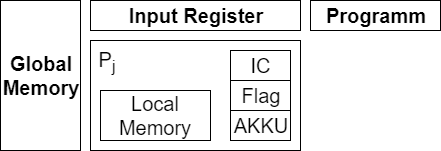 Input Register
Programm
Global
Memory
Pj
Local
Memory
IC
Flag
AKKU